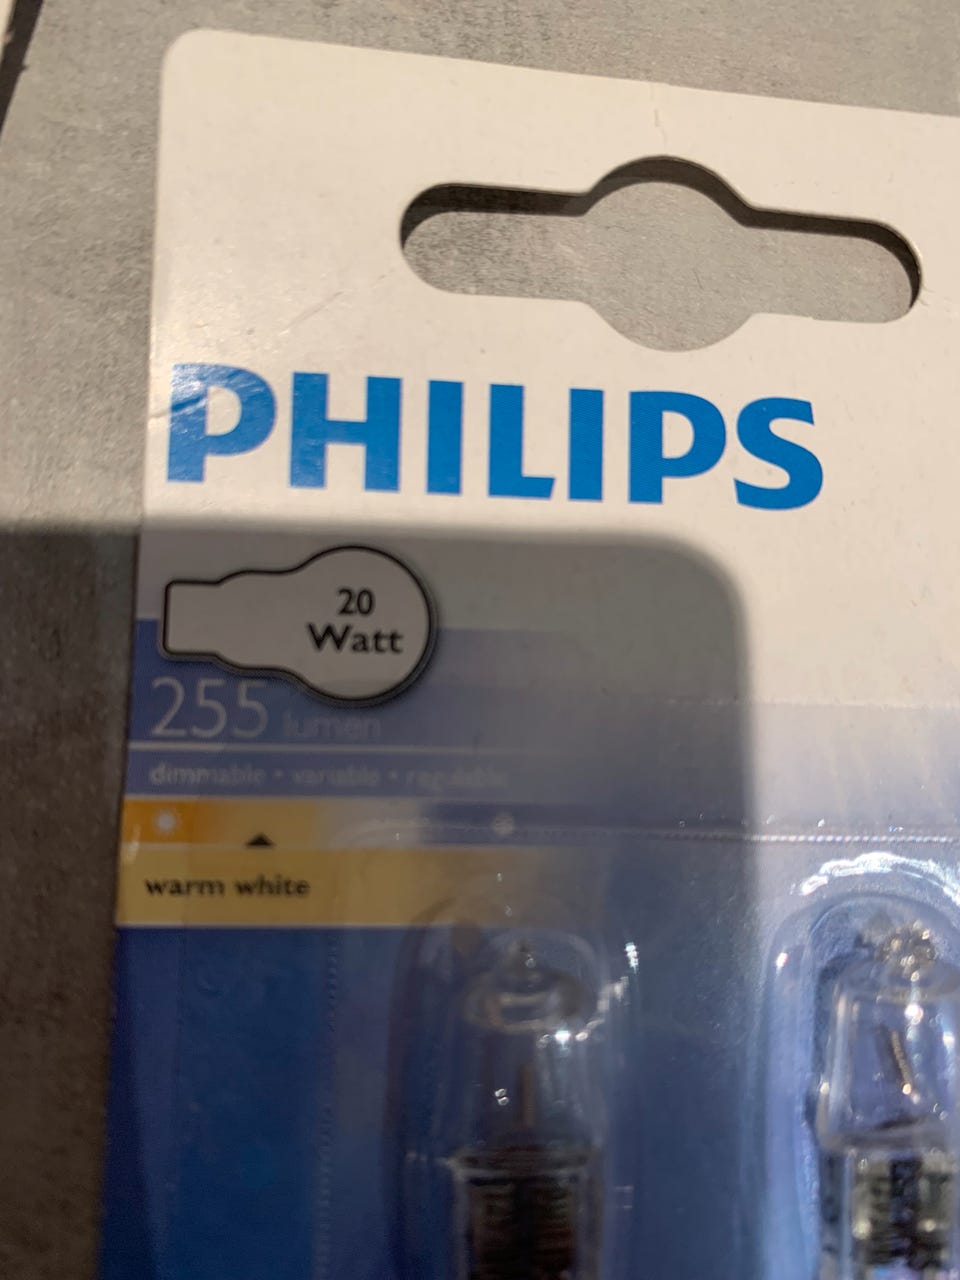 PHILIPS
20
Watt
255 lumen
dimmable • variable • regulable
warm white